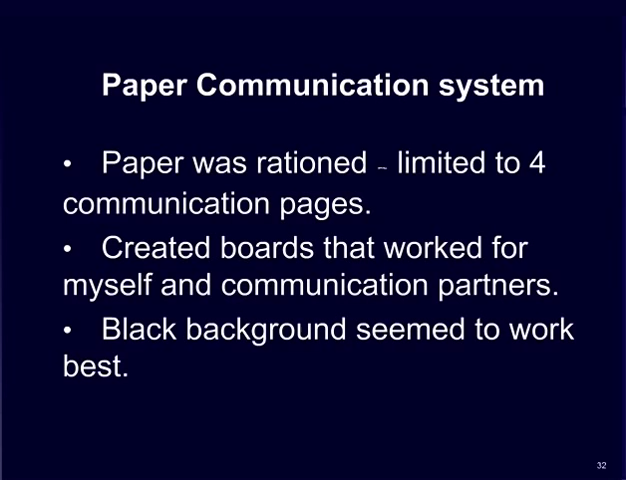 Paper Communication system
• Paper was rationed – limited to 4
communication pages.
• Created boards that worked for
myself and communication partners.
• Black background seemed to work
best.
32